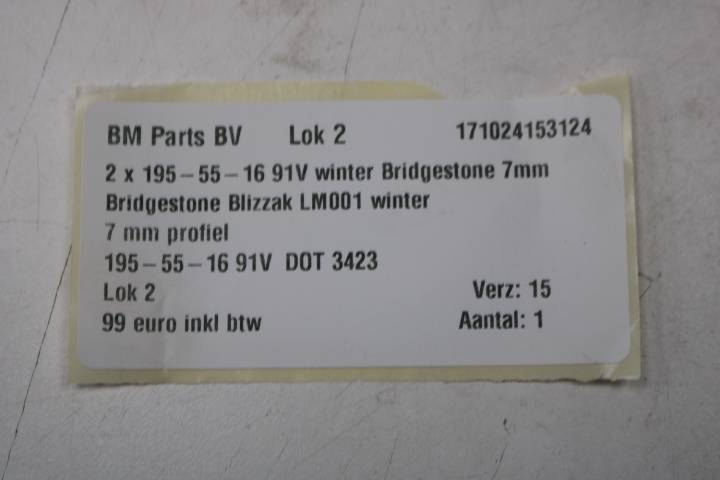 BM Parts BV Lok 2 171024153124
2 x 195-55-16 91V winter Bridgestone 7mm
Bridgestone Blizzak LM001 winter
7 mm profiel
195-55-16 91V DOT 3423
Lok 2 Verz: 15
99 euro inkl btw Aantal: 1